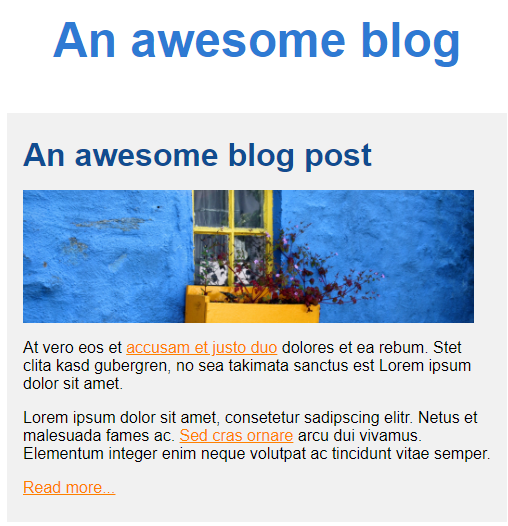 An awesome blog
An awesome blog post
At vero eos et accusam et justo duo dolores et ea rebum. Stet
clita kasd gubergren, no sea takimata sanctus est Lorem ipsum
dolor sit amet.
Lorem ipsum dolor sit amet, consetetur sadipscing elitr. Netus et
malesuada fames ac. Sed cras ornare arcu dui vivamus.
Elementum integer enim neque volutpat ac tincidunt vitae semper.
Read more...